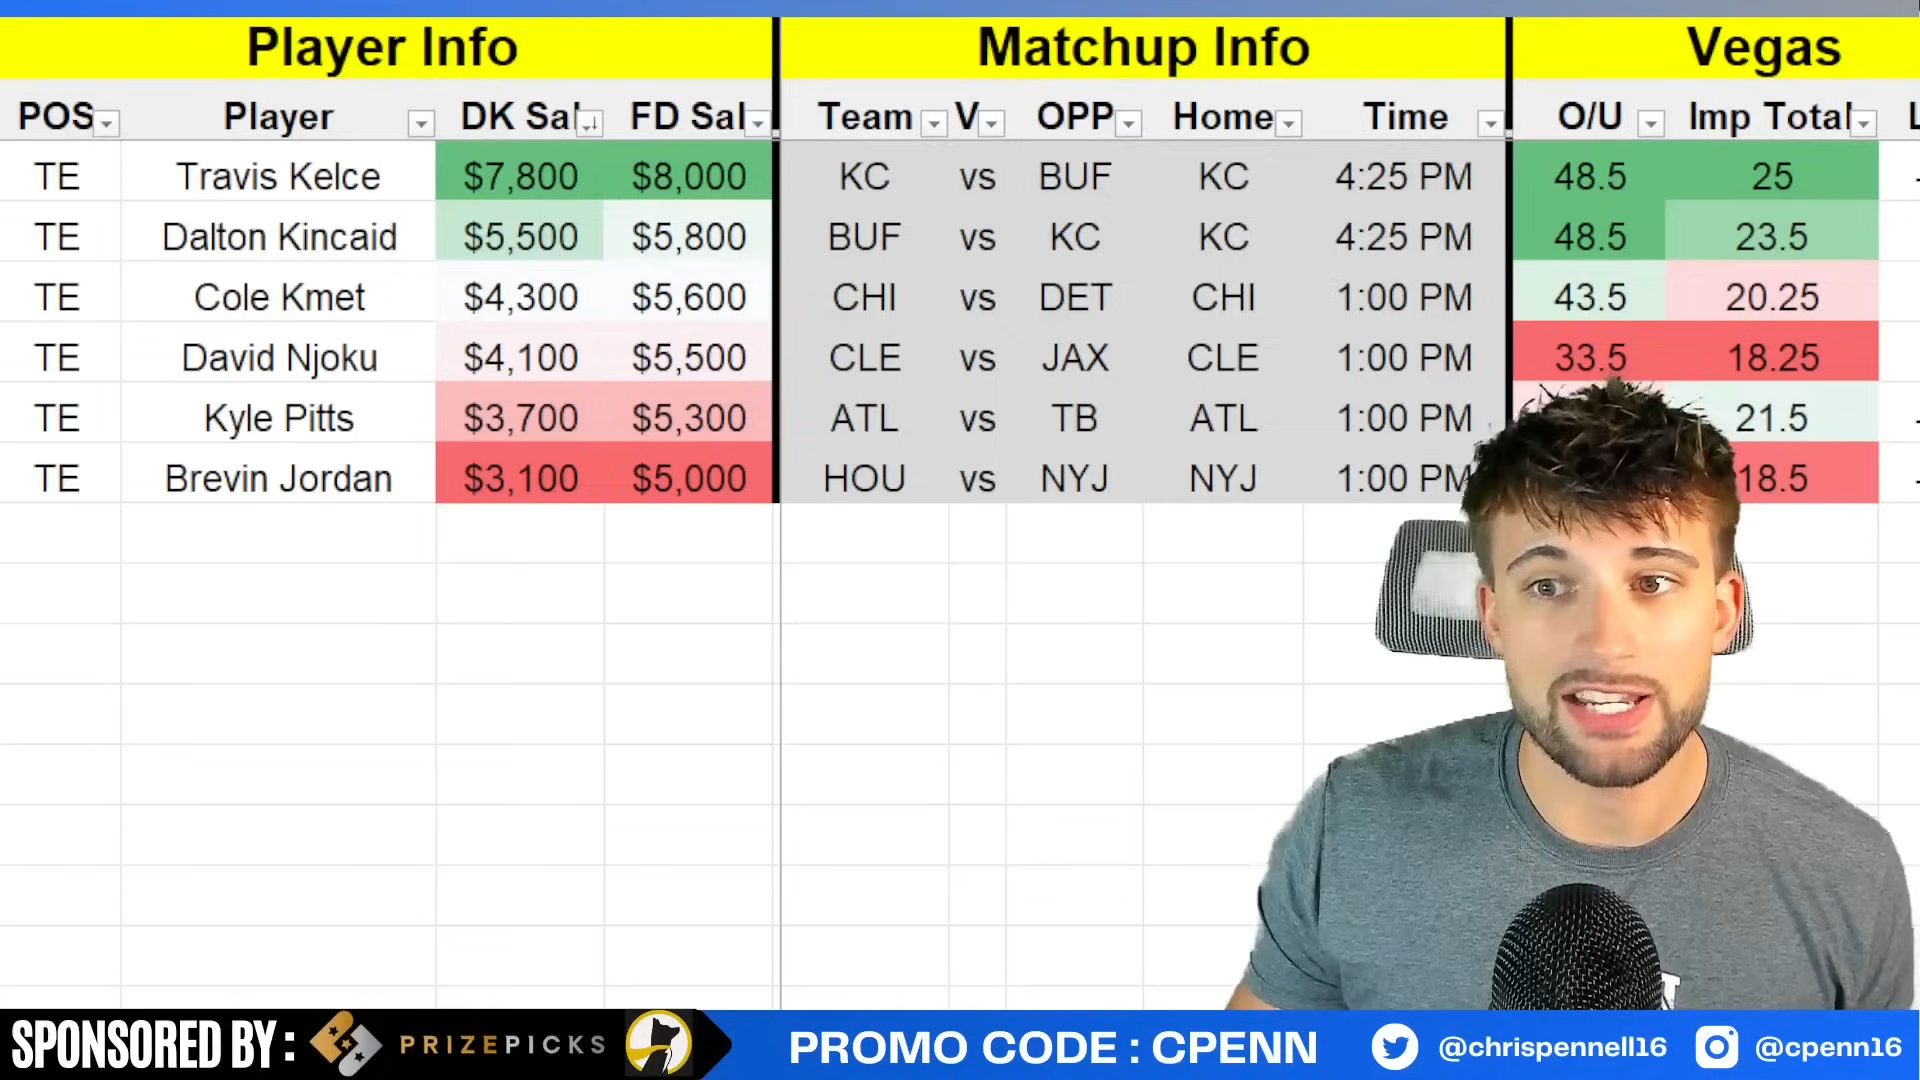 Player Info Matchup Info Vegas
POS Player DK Sal FD Sal Team V OPP Home Time O/U Imp Total
TE Travis Kelce $7,800 $8,000 KC vs BUF KC 4:25 PM 48.5 25
TE Dalton Kincaid $5,500 $5,800 BUF vs KC KC 4:25 PM 48.5 23.5
TE Cole Kmet $4,300 $5,600 CHI vs DET CHI 1:00 PM 43.5 20.25
TE David Njoku $4,100 $5,500 CLE vs JAX CLE 1:00 PM 33.5 18.25
TE Kyle Pitts $3,700 $5,300 ATL vs TB ATL 1:00 PM 21.5
TE Brevin Jordan $3,100 $5,000 HOU vs NYJ NYJ 1:00 PM 18.5
SPONSORED BY : PRIZEPICKS PROMO CODE : CPENN @chrispennell16 @cpenn16